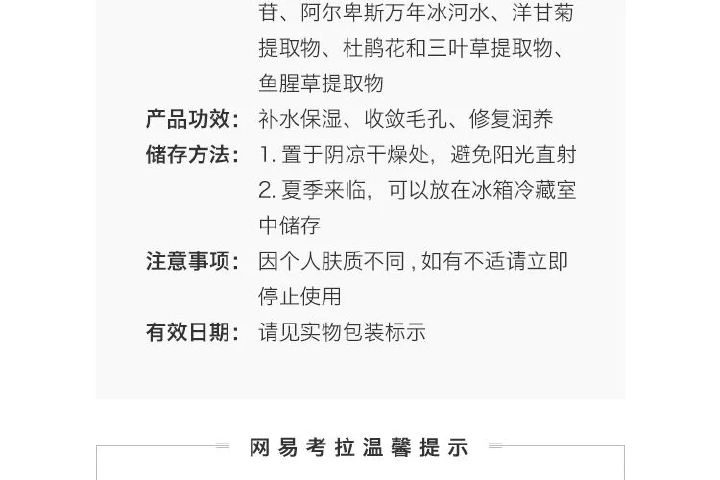 苷、阿尔卑斯万年冰河水、洋甘菊
提取物、杜鹃花和三叶草提取物、
鱼腥草提取物
产品功效： 补水保湿、收敛毛孔、修复润养
储存方法： 1. 置于阴凉干燥处，避免阳光直射
2. 夏季来临，可以放在冰箱冷藏室
中储存
注意事项： 因个人肤质不同 , 如有不适请立即
停止使用
有效日期： 请见实物包装标示
网易考拉温馨提示